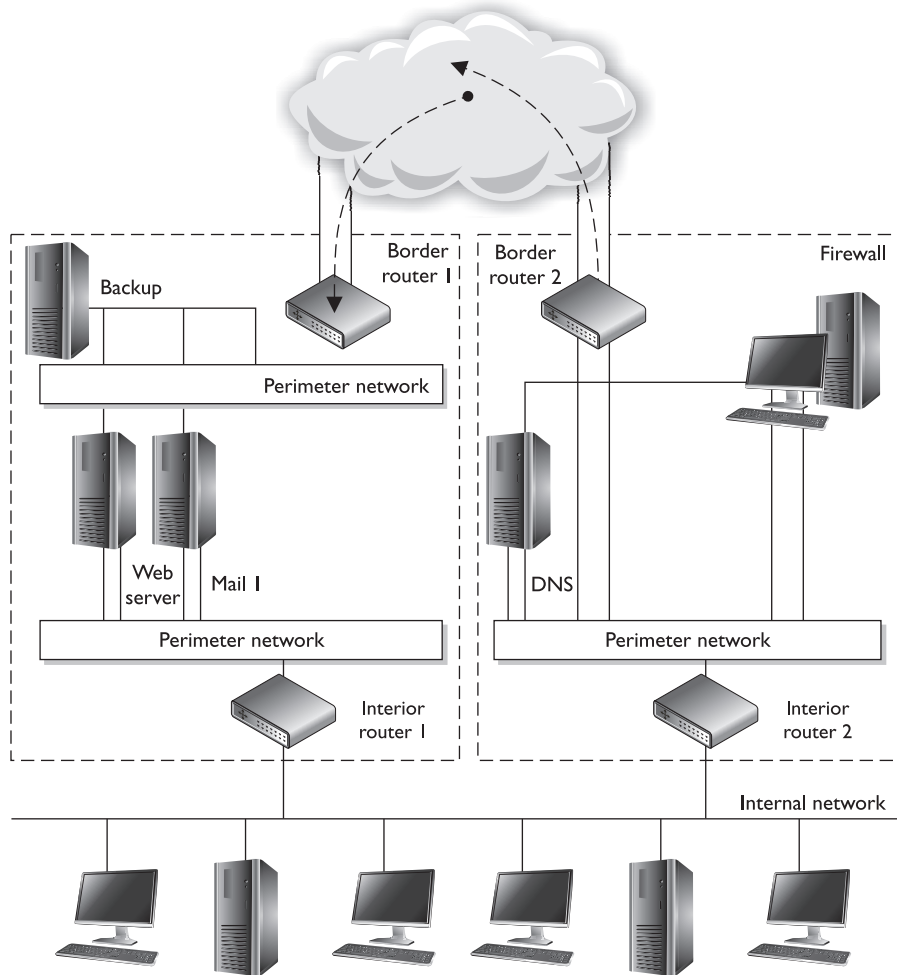 Border
router 1
Border
router 2
Firewall
Backup
Perimeter network
Web
server
Mail 1
DNS
Perimeter network
Perimeter network
Interior
router 1
Interior
router 2
Internal network